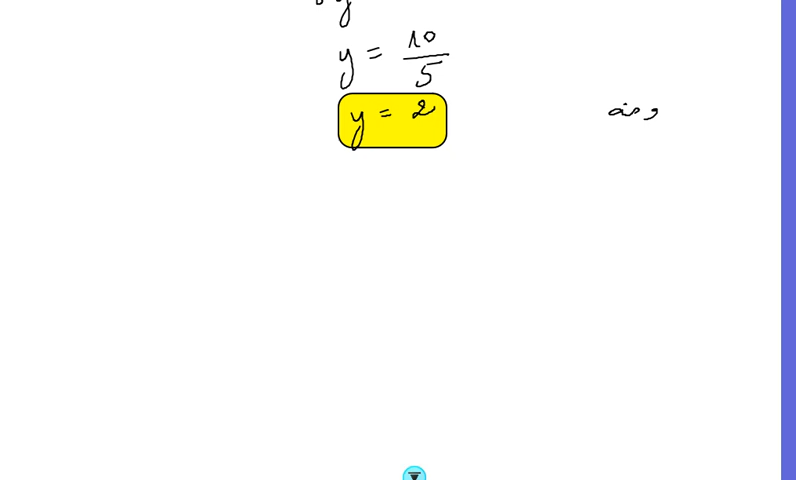 y = 10/5
ومنه y = 2